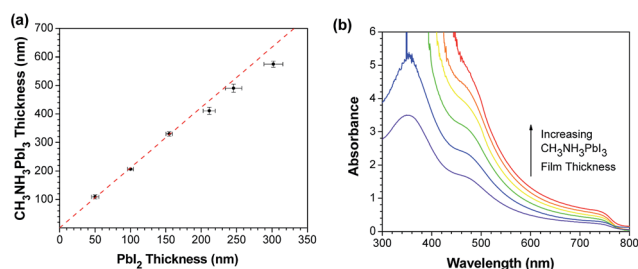 (a)
CH3NH3PbI3 Thickness (nm)
700
600
500
400
300
200
100
0 50 100 150 200 250 300 350
PbI2 Thickness (nm)
(b)
Absorbance
6
5
4
3
2
1
0
300 400 500 600 700 800
Wavelength (nm)
Increasing
CH3NH3PbI3
Film Thickness